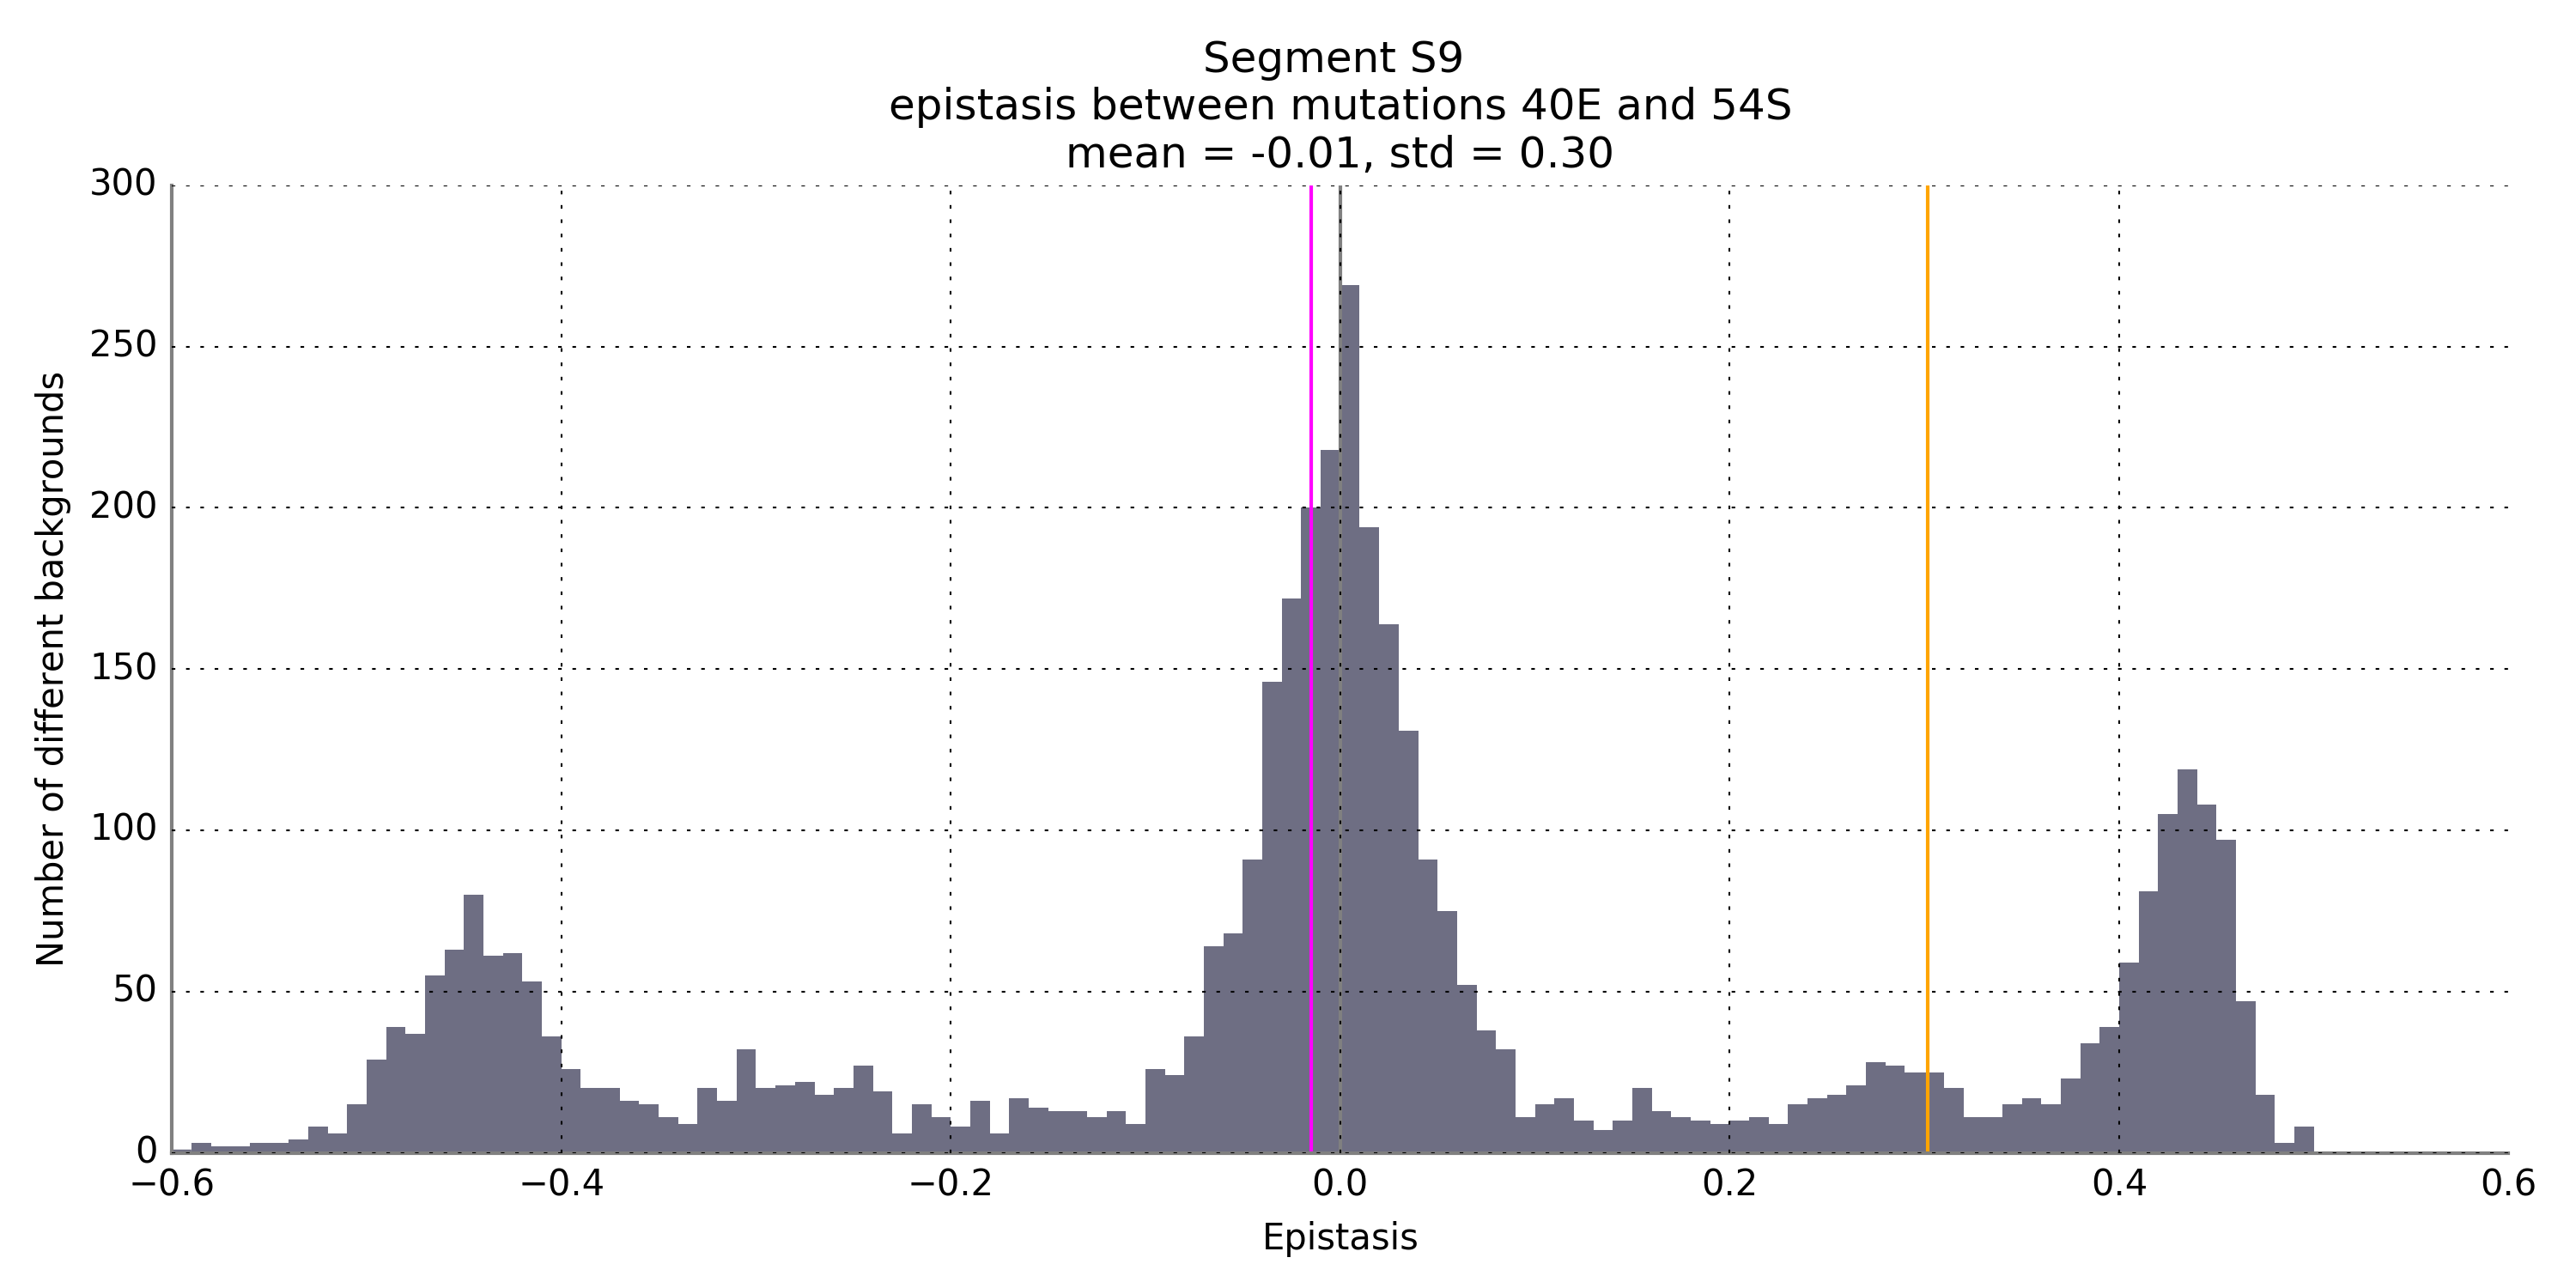 Segment S9
epistasis between mutations 40E and 54S
mean = -0.01, std = 0.30
Number of different backgrounds
300
250
200
150
100
50
0
−0.6 −0.4 −0.2 0.0 0.2 0.4 0.6
Epistasis